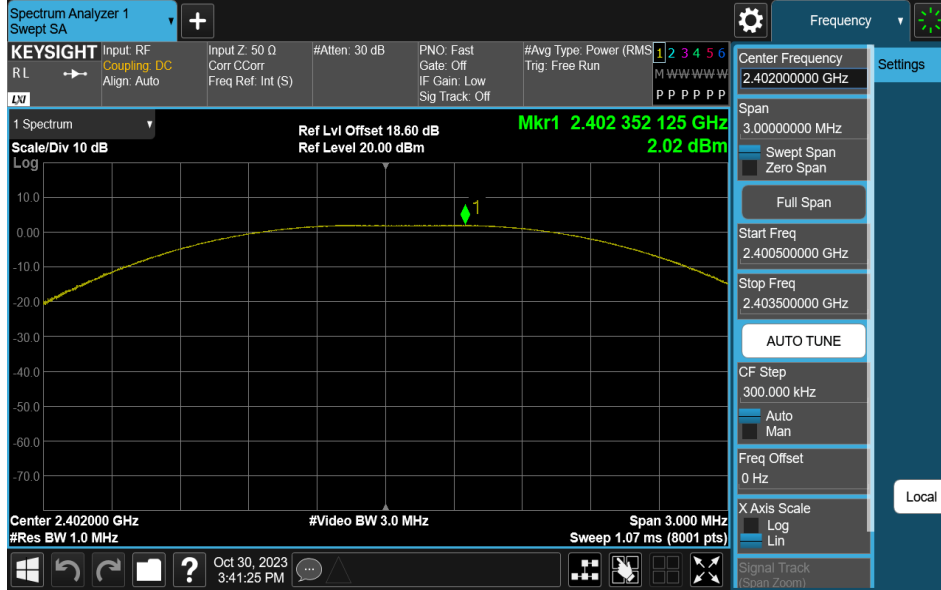 Spectrum Analyzer 1
Swept SA
+
Frequency
KEYSIGHT
R L
LXI
Input: RF
Coupling: DC
Align: Auto
Input Z: 50 Ω
Corr CCorr
Freq Ref: Int (S)
#Atten: 30 dB
PNO: Fast
Gate: Off
IF Gain: Low
Sig Track: Off
#Avg Type: Power (RMS
Trig: Free Run
1 2 3 4 5 6
M W W W W W
P P P P P P
1 Spectrum
Scale/Div 10 dB
Log
Ref Lvl Offset 18.60 dB
Ref Level 20.00 dBm
Mkr1 2.402 352 125 GHz
2.02 dBm
1
10.0
0.00
-10.0
-20.0
-30.0
-40.0
-50.0
-60.0
-70.0
Center 2.402000 GHz
#Res BW 1.0 MHz
#Video BW 3.0 MHz
Span 3.000 MHz
Sweep 1.07 ms (8001 pts)
?
Oct 30, 2023
3:41:25 PM
Center Frequency
2.402000000 GHz
Span
3.00000000 MHz
Swept Span
Zero Span
Full Span
Start Freq
2.400500000 GHz
Stop Freq
2.403500000 GHz
AUTO TUNE
CF Step
300.000 kHz
Auto
Man
Freq Offset
0 Hz
X Axis Scale
Log
Lin
Signal Track
(Span Zoom)
Settings
Local